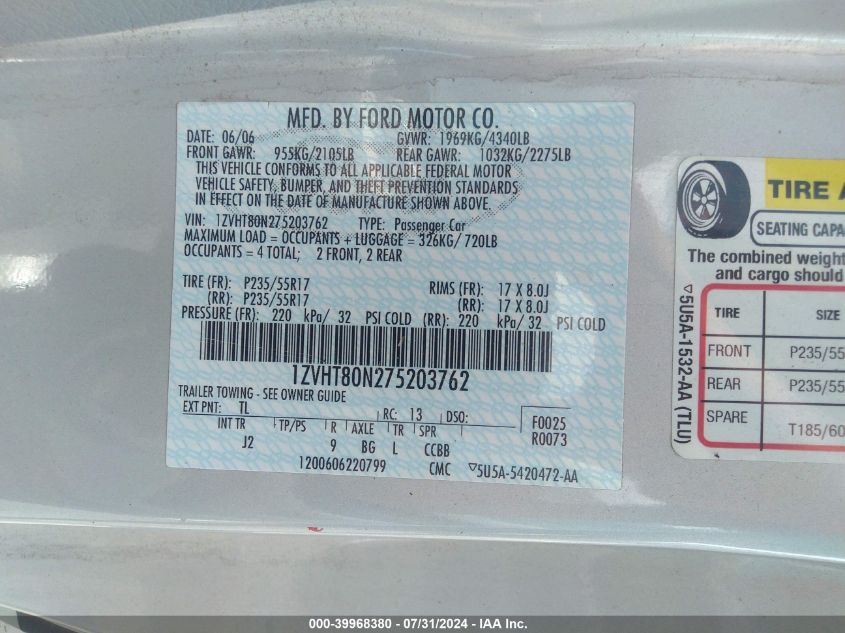 MFD. BY FORD MOTOR CO.
DATE: 06/06 GVWR: 1969KG/4340LB
FRONT GAWR: 955KG/2105LB REAR GAWR: 1032KG/2275LB
THIS VEHICLE CONFORMS TO ALL APPLICABLE FEDERAL MOTOR
VEHICLE SAFETY, BUMPER, AND THEFT PREVENTION STANDARDS
IN EFFECT ON THE DATE OF MANUFACTURE SHOWN ABOVE.
VIN: 1ZVHT80N275203762 TYPE: Passenger Car
MAXIMUM LOAD = OCCUPANTS + LUGGAGE = 326KG/720LB
OCCUPANTS = 4 TOTAL; 2 FRONT, 2 REAR
TIRE (FR): P235/55R17 RIMS (FR): 17 X 8.0J
(RR): P235/55R17 (RR): 17 X 8.0J
PRESSURE (FR): 220 kPa/ 32 PSI COLD (RR): 220 kPa/ 32 PSI COLD
1ZVHT80N275203762
TRAILER TOWING - SEE OWNER GUIDE
EXT PNT: TL RC: 13 DSO: F0025
R0073
INT TR TP/PS R AXLE TR SPR
J2 9 BG L CCBB
1200606220799 CMC ▽5U5A-5420472-AA
▽5U5A-1532-AA (TLU)
TIRE A
SEATING CAPA
The combined weight
and cargo should
TIRE SIZE
FRONT P235/55
REAR P235/55
SPARE T185/60
000-39968380 - 07/31/2024 - IAA Inc.